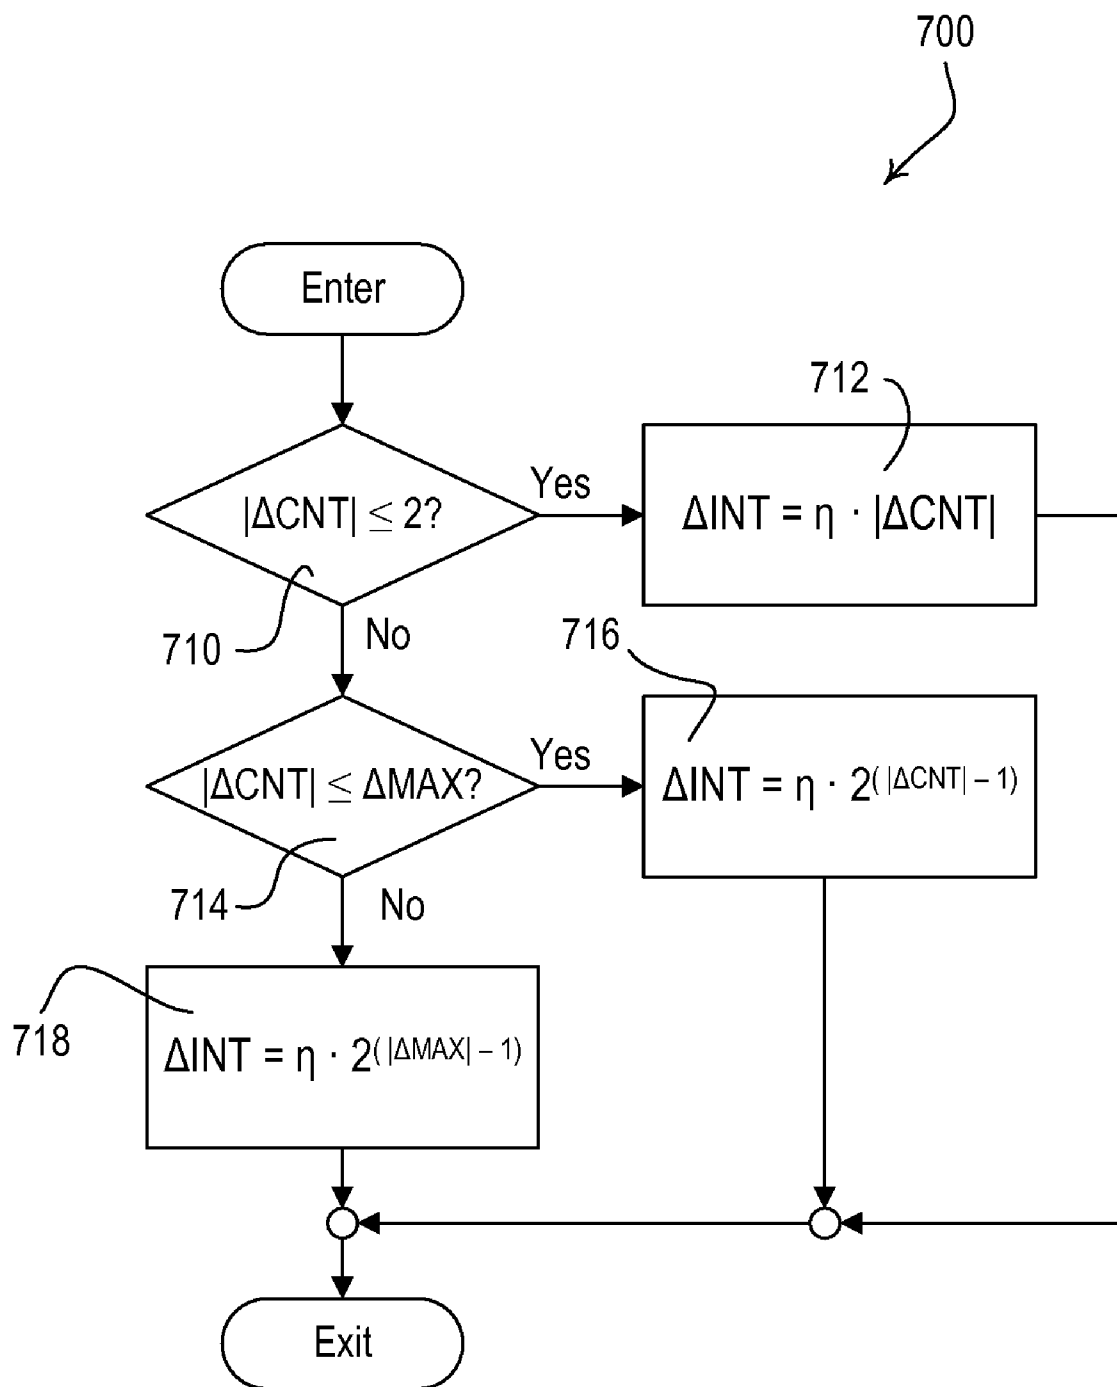 700
Enter
712
|ΔCNT| ≤ 2?
Yes
ΔINT = η · |ΔCNT|
710
No
716
|ΔCNT| ≤ ΔMAX?
Yes
ΔINT = η · 2^( |ΔCNT| – 1)
714
No
718
ΔINT = η · 2^( |ΔMAX| – 1)
Exit